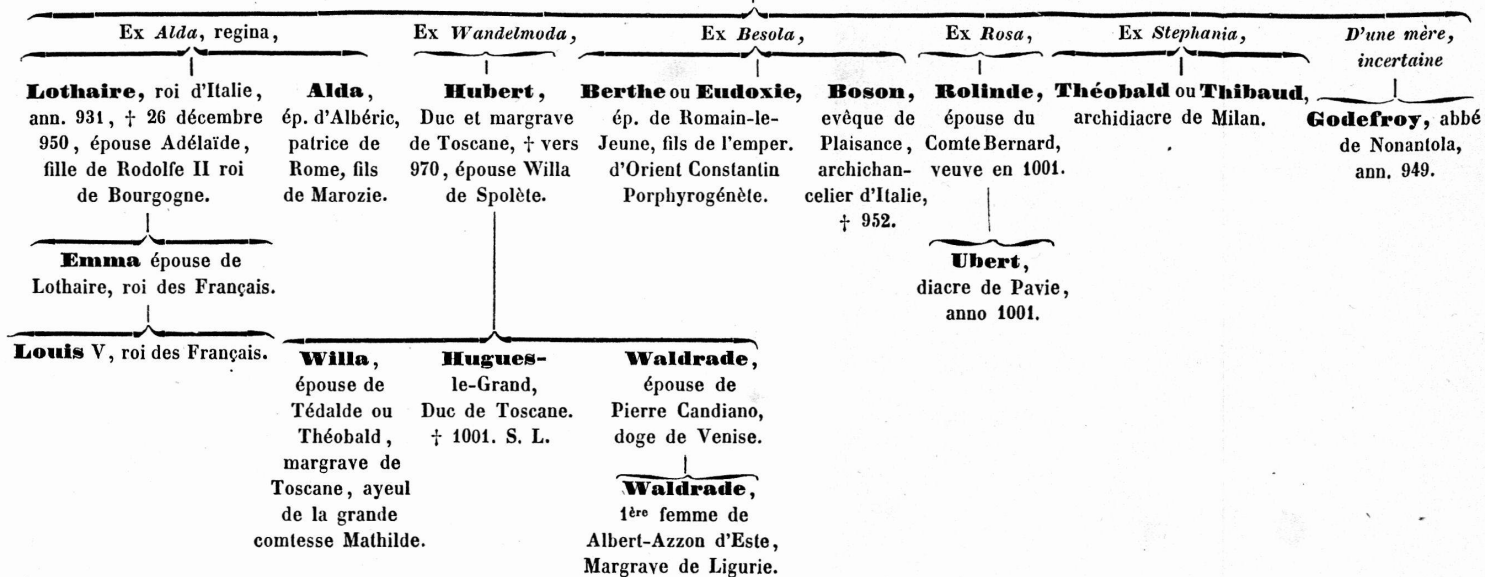 Ex Alda, regina,
Lothaire, roi d'Italie,
ann. 931, † 26 décembre
950, épouse Adélaïde,
fille de Rodolfe II roi
de Bourgogne.
Alda,
ép. d'Albéric,
patrice de
Rome, fils
de Marozie.
Emma épouse de
Lothaire, roi des Français.
Louis V, roi des Français.
Ex Wandelmoda,
Hubert,
Duc et margrave
de Toscane, † vers
970, épouse Willa
de Spolète.
Willa,
épouse de
Tédalde ou
Théobald,
margrave de
Toscane, ayeul
de la grande
comtesse Mathilde.
Hugues-
le-Grand,
Duc de Toscane.
† 1001. S. L.
Waldrade,
épouse de
Pierre Candiano,
doge de Venise.
Waldrade,
1ère femme de
Albert-Azzon d'Este,
Margrave de Ligurie.
Ex Besola,
Berthe ou Eudoxie,
ép. de Romain-le-
Jeune, fils de l'emper.
d'Orient Constantin
Porphyrogénète.
Boson,
evêque de
Plaisance,
archichan-
celier d'Italie,
† 952.
Ex Rosa,
Rolinde,
épouse du
Comte Bernard,
veuve en 1001.
Ubert,
diacre de Pavie,
anno 1001.
Ex Stephania,
Théobald ou Thibaud,
archidiacre de Milan.
D'une mère,
incertaine
Godefroy, abbé
de Nonantola,
ann. 949.